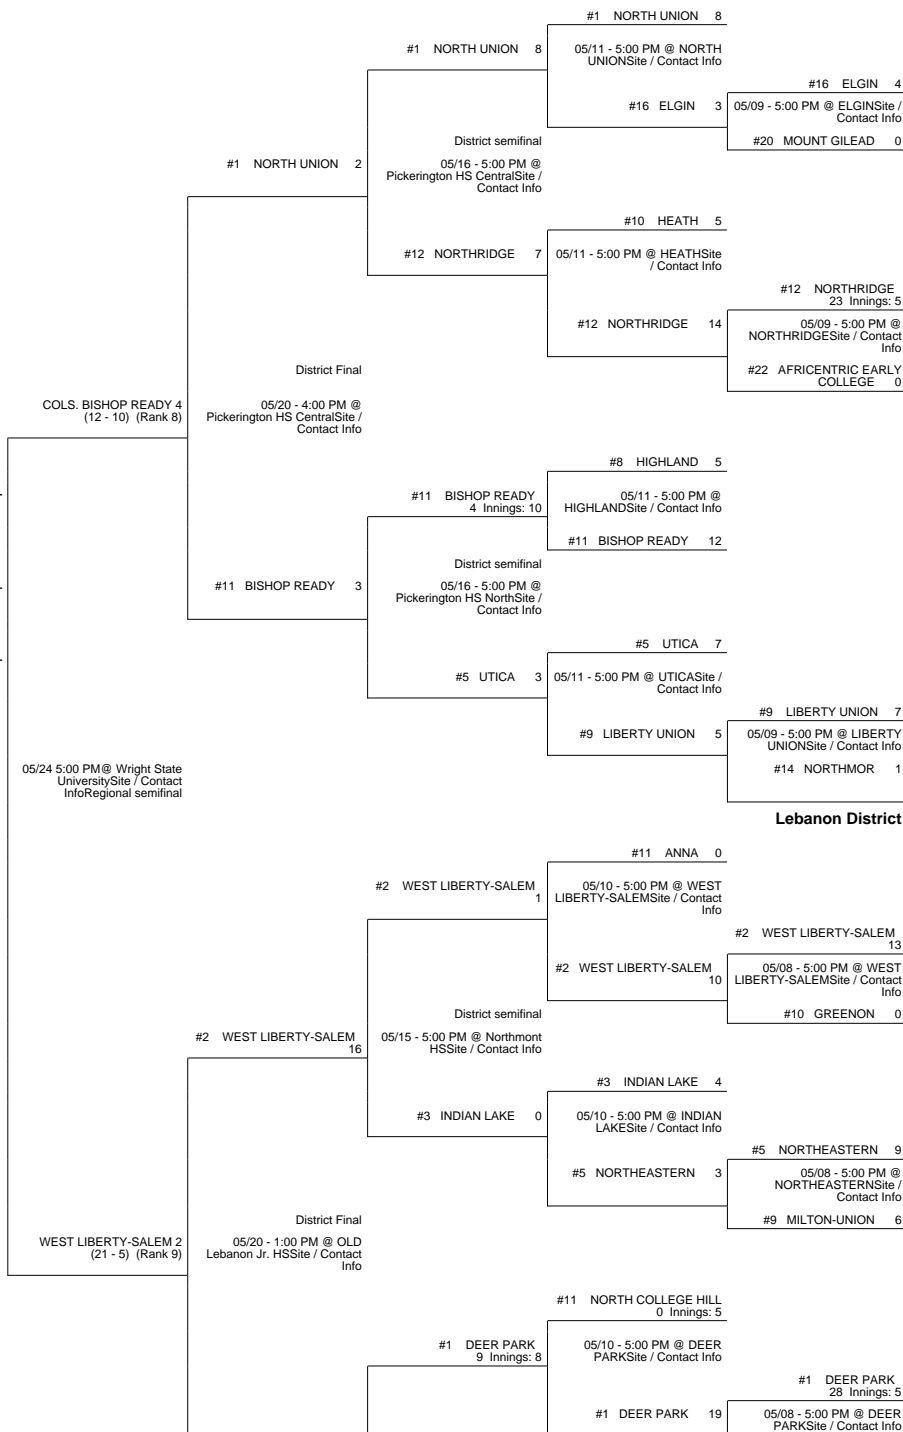 #1 NORTH UNION 8
#1 NORTH UNION 8
05/11 - 5:00 PM @ NORTH
UNIONSite / Contact Info
#16 ELGIN 4
#16 ELGIN 3
05/09 - 5:00 PM @ ELGINSite /
Contact Info
#20 MOUNT GILEAD 0
District semifinal
#1 NORTH UNION 2
05/16 - 5:00 PM @
Pickerington HS CentralSite /
Contact Info
#10 HEATH 5
#12 NORTHRIDGE 7
05/11 - 5:00 PM @ HEATHSite
/ Contact Info
#12 NORTHRIDGE
23 Innings: 5
#12 NORTHRIDGE 14
05/09 - 5:00 PM @
NORTHRIDGESite / Contact
Info
#22 AFRICENTRIC EARLY
COLLEGE 0
District Final
COLS. BISHOP READY 4
(12 - 10) (Rank 8)
05/20 - 4:00 PM @
Pickerington HS CentralSite /
Contact Info
#8 HIGHLAND 5
#11 BISHOP READY
4 Innings: 10
05/11 - 5:00 PM @
HIGHLANDSite / Contact Info
#11 BISHOP READY 12
District semifinal
#11 BISHOP READY 3
05/16 - 5:00 PM @
Pickerington HS NorthSite /
Contact Info
#5 UTICA 7
#5 UTICA 3
05/11 - 5:00 PM @ UTICASite /
Contact Info
#9 LIBERTY UNION 7
#9 LIBERTY UNION 5
05/09 - 5:00 PM @ LIBERTY
UNIONSite / Contact Info
#14 NORTHMOR 1
05/24 5:00 PM@ Wright State
UniversitySite / Contact
InfoRegional semifinal
Lebanon District
#11 ANNA 0
#2 WEST LIBERTY-SALEM
1
05/10 - 5:00 PM @ WEST
LIBERTY-SALEMSite / Contact
Info
#2 WEST LIBERTY-SALEM
13
#2 WEST LIBERTY-SALEM
10
05/08 - 5:00 PM @ WEST
LIBERTY-SALEMSite / Contact
Info
#10 GREENON 0
District semifinal
#2 WEST LIBERTY-SALEM
16
05/15 - 5:00 PM @ Northmont
HSSite / Contact Info
#3 INDIAN LAKE 4
#3 INDIAN LAKE 0
05/10 - 5:00 PM @ INDIAN
LAKESite / Contact Info
#5 NORTHEASTERN 9
#5 NORTHEASTERN 3
05/08 - 5:00 PM @
NORTHEASTERNSite /
Contact Info
#9 MILTON-UNION 6
District Final
WEST LIBERTY-SALEM 2
(21 - 5) (Rank 9)
05/20 - 1:00 PM @ OLD
Lebanon Jr. HSSite / Contact
Info
#11 NORTH COLLEGE HILL
0 Innings: 5
#1 DEER PARK
9 Innings: 8
05/10 - 5:00 PM @ DEER
PARKSite / Contact Info
#1 DEER PARK
28 Innings: 5
#1 DEER PARK 19
05/08 - 5:00 PM @ DEER
PARKSite / Contact Info